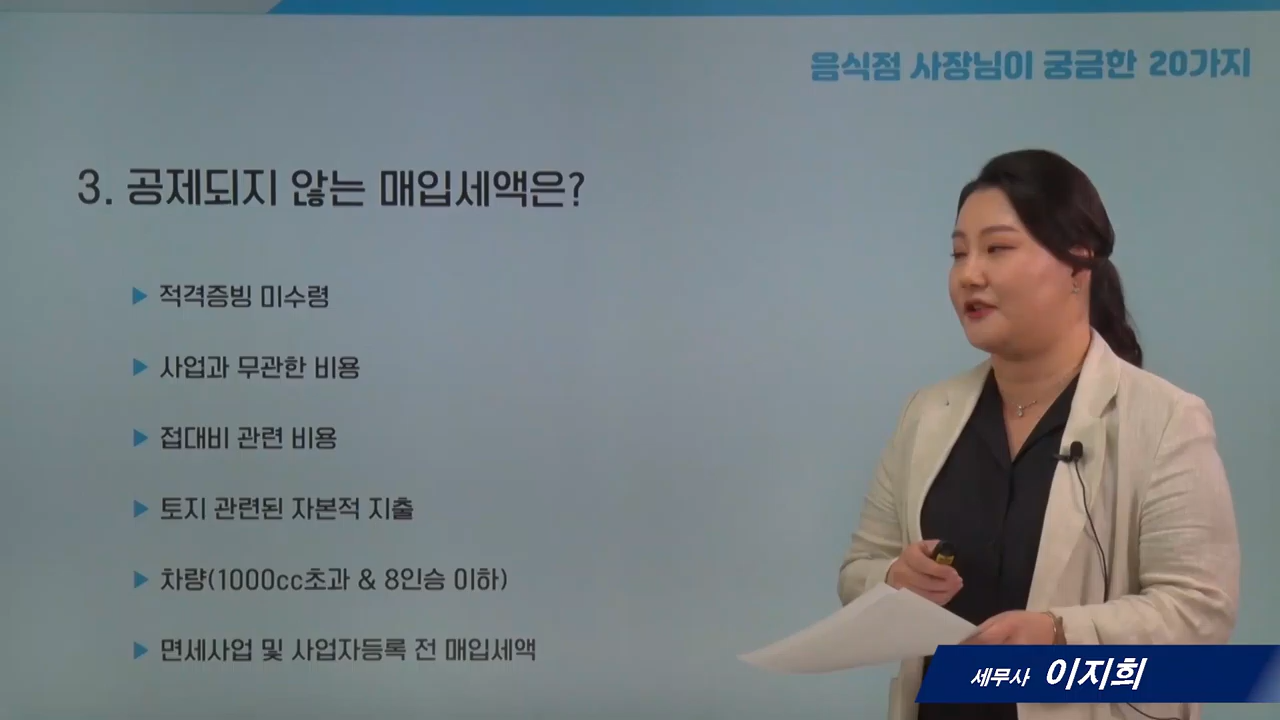 음식점 사장님이 궁금한 20가지
3. 공제되지 않는 매입세액은?
▶ 적격증빙 미수령
▶ 사업과 무관한 비용
▶ 접대비 관련 비용
▶ 토지 관련된 자본적 지출
▶ 차량(1000cc초과 & 8인승 이하)
▶ 면세사업 및 사업자등록 전 매입세액
세무사 이지희